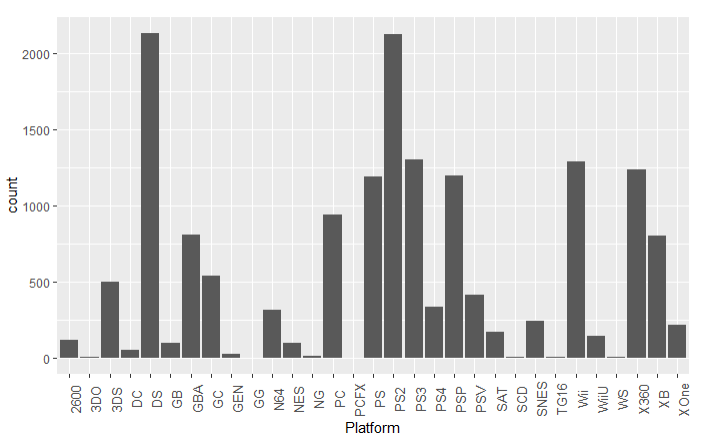 2000
1500
1000
500
0
count
2600
3DO
3DS
DC
DS
GB
GBA
GC
GEN
GG
N64
NES
NG
PC
PCFX
PS
PS2
PS3
PS4
PSP
PSV
SAT
SCD
SNES
TG16
Wii
WiiU
WS
X360
XB
XOne
Platform